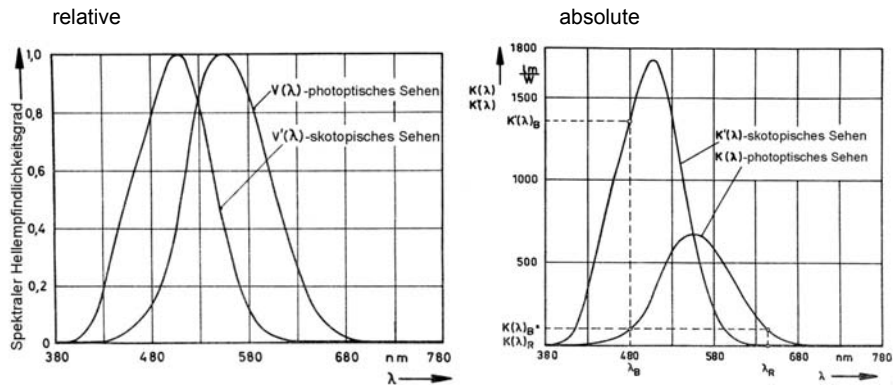 relative
absolute
Spektraler Hellempfindlichkeitsgrad
1,0
0,8
0,6
0,4
0,2
0
V(λ)-photoptisches Sehen
V'(λ)-skotopisches Sehen
380 480 580 nm 780
λ
K(λ)
K'(λ)
1800
lm
W
1500
1000
500
K'(λ)B
K(λ)B*
K(λ)R
K'(λ)-skotopisches Sehen
K(λ)-photoptisches Sehen
380 480 580 680 nm 780
λB λR λ